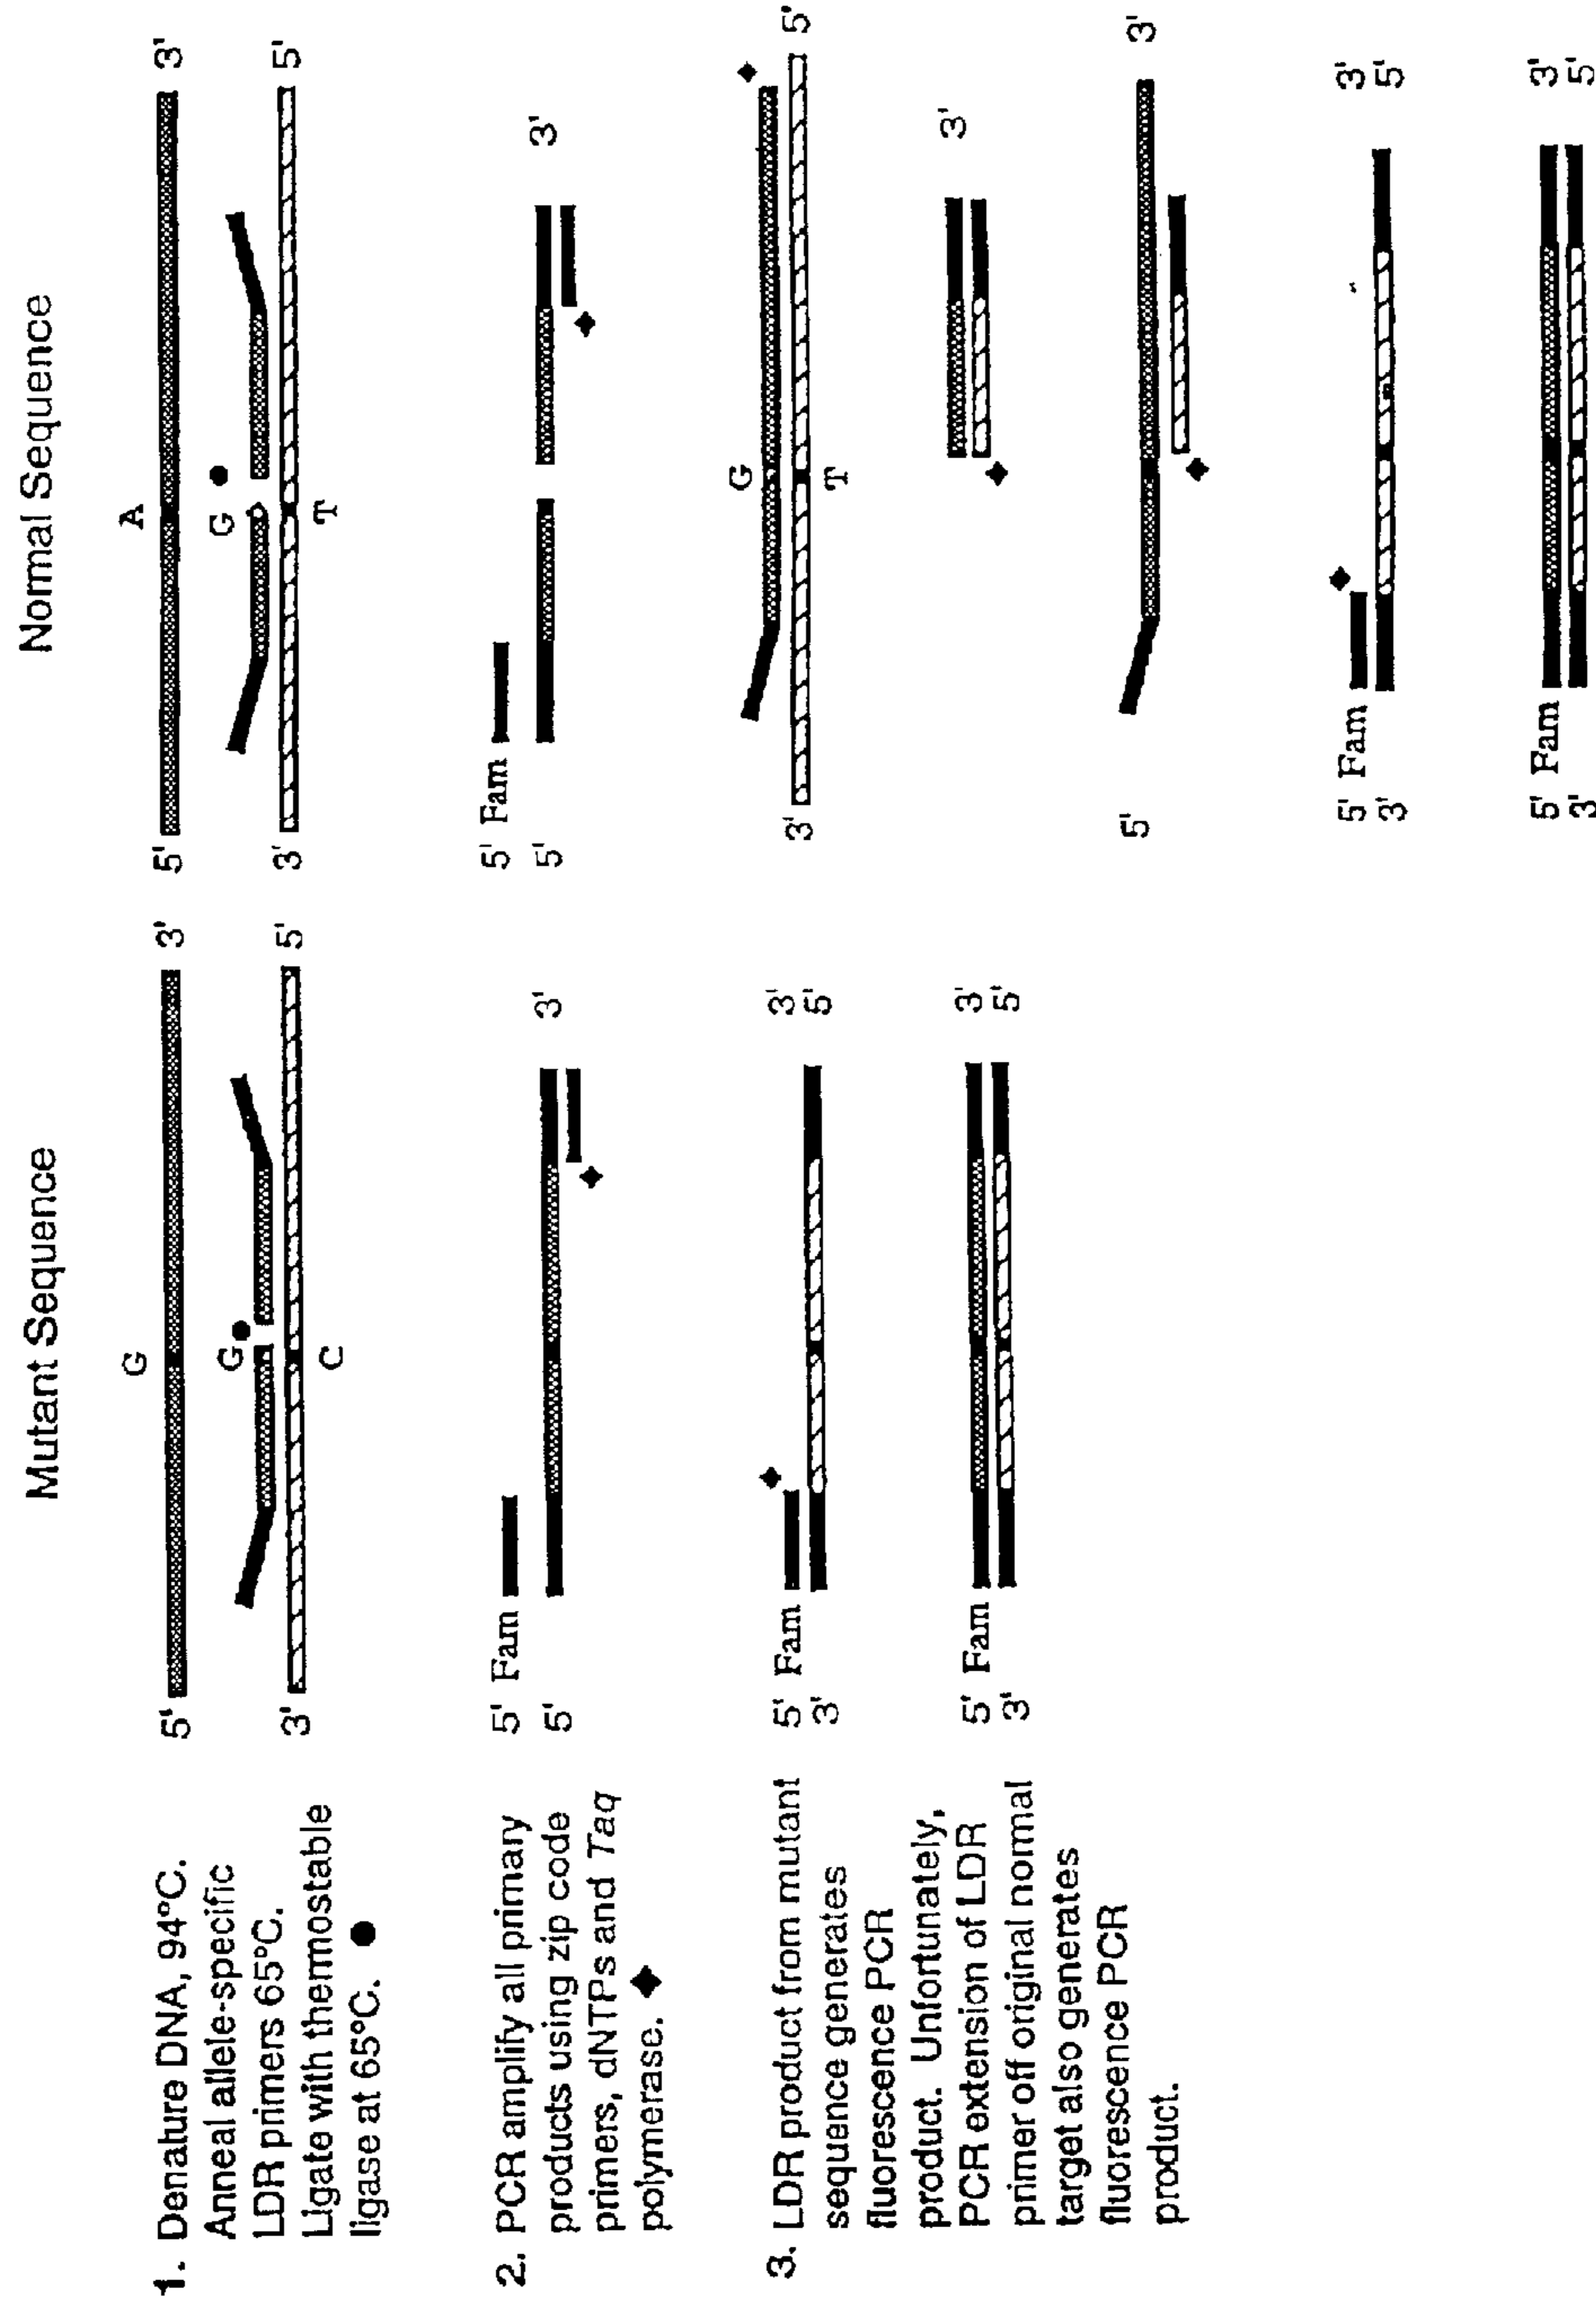 Mutant Sequence
Normal Sequence
1. Denature DNA, 94°C.
Anneal allele-specific
LDR primers 65°C.
Ligate with thermostable
ligase at 65°C. ●
5' G 3'
G
3' C 5'
5' A 3'
G
3' T 5'
2. PCR amplify all primary
products using zip code
primers, dNTPs and Taq
polymerase. ◆
5' Fam
5' 3'
5' Fam
5' 3'
3. LDR product from mutant
sequence generates
fluorescence PCR
product. Unfortunately,
PCR extension of LDR
primer off original normal
target also generates
fluorescence PCR
product.
5' Fam 3'
3' 5'
5' Fam 3'
3' 5'
G
3' T 5'
3'
5' 3'
5' Fam 3'
3' 5'
5' Fam 3'
3' 5'